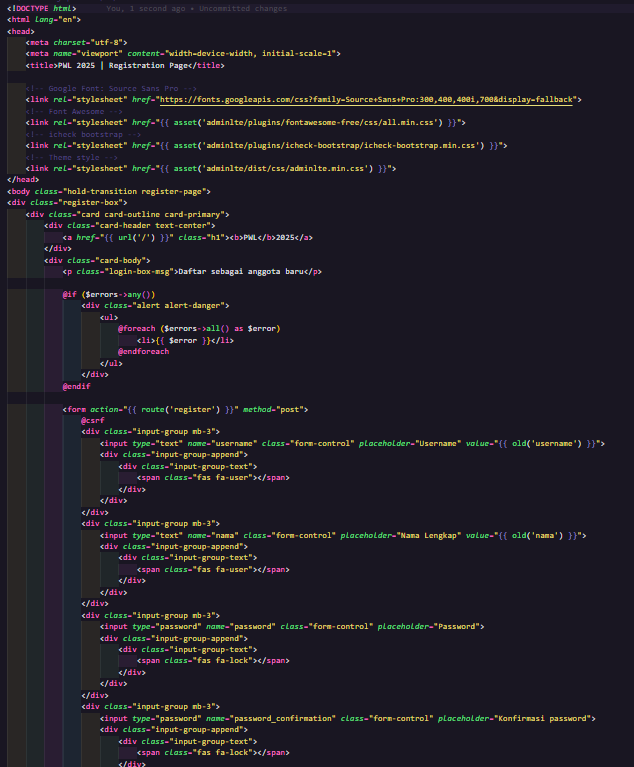 <!DOCTYPE html>     You, 1 second ago • Uncommitted changes
<html lang="en">
<head>
    <meta charset="utf-8">
    <meta name="viewport" content="width=device-width, initial-scale=1">
    <title>PWL 2025 | Registration Page</title>

    <!-- Google Font: Source Sans Pro -->
    <link rel="stylesheet" href="https://fonts.googleapis.com/css?family=Source+Sans+Pro:300,400,400i,700&display=fallback">
    <!-- Font Awesome -->
    <link rel="stylesheet" href="{{ asset('adminlte/plugins/fontawesome-free/css/all.min.css') }}">
    <!-- icheck bootstrap -->
    <link rel="stylesheet" href="{{ asset('adminlte/plugins/icheck-bootstrap/icheck-bootstrap.min.css') }}">
    <!-- Theme style -->
    <link rel="stylesheet" href="{{ asset('adminlte/dist/css/adminlte.min.css') }}">
</head>
<body class="hold-transition register-page">
<div class="register-box">
    <div class="card card-outline card-primary">
        <div class="card-header text-center">
            <a href="{{ url('/') }}" class="h1"><b>PWL</b>2025</a>
        </div>
        <div class="card-body">
            <p class="login-box-msg">Daftar sebagai anggota baru</p>

            @if ($errors->any())
                <div class="alert alert-danger">
                    <ul>
                        @foreach ($errors->all() as $error)
                            <li>{{ $error }}</li>
                        @endforeach
                    </ul>
                </div>
            @endif

            <form action="{{ route('register') }}" method="post">
                @csrf
                <div class="input-group mb-3">
                    <input type="text" name="username" class="form-control" placeholder="Username" value="{{ old('username') }}">
                    <div class="input-group-append">
                        <div class="input-group-text">
                            <span class="fas fa-user"></span>
                        </div>
                    </div>
                </div>
                <div class="input-group mb-3">
                    <input type="text" name="nama" class="form-control" placeholder="Nama Lengkap" value="{{ old('nama') }}">
                    <div class="input-group-append">
                        <div class="input-group-text">
                            <span class="fas fa-user"></span>
                        </div>
                    </div>
                </div>
                <div class="input-group mb-3">
                    <input type="password" name="password" class="form-control" placeholder="Password">
                    <div class="input-group-append">
                        <div class="input-group-text">
                            <span class="fas fa-lock"></span>
                        </div>
                    </div>
                </div>
                <div class="input-group mb-3">
                    <input type="password" name="password_confirmation" class="form-control" placeholder="Konfirmasi password">
                    <div class="input-group-append">
                        <div class="input-group-text">
                            <span class="fas fa-lock"></span>
                        </div>